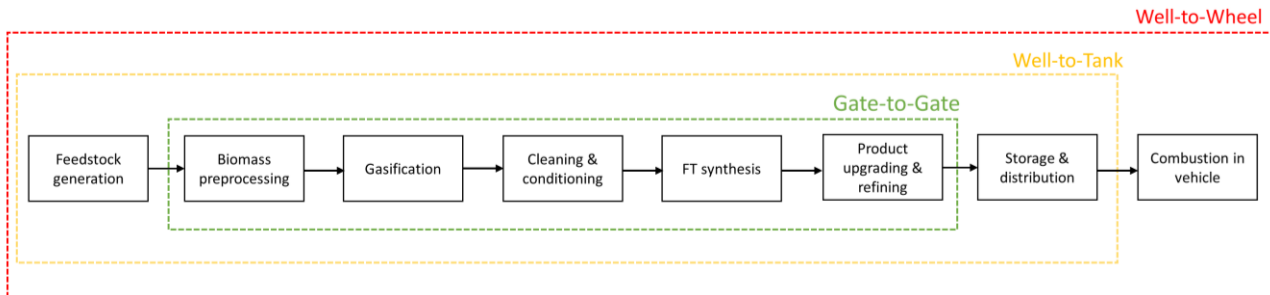 Well-to-Wheel
Well-to-Tank
Gate-to-Gate
Feedstock
generation
Biomass
preprocessing
Gasification
Cleaning &
conditioning
FT synthesis
Product
upgrading &
refining
Storage &
distribution
Combustion in
vehicle